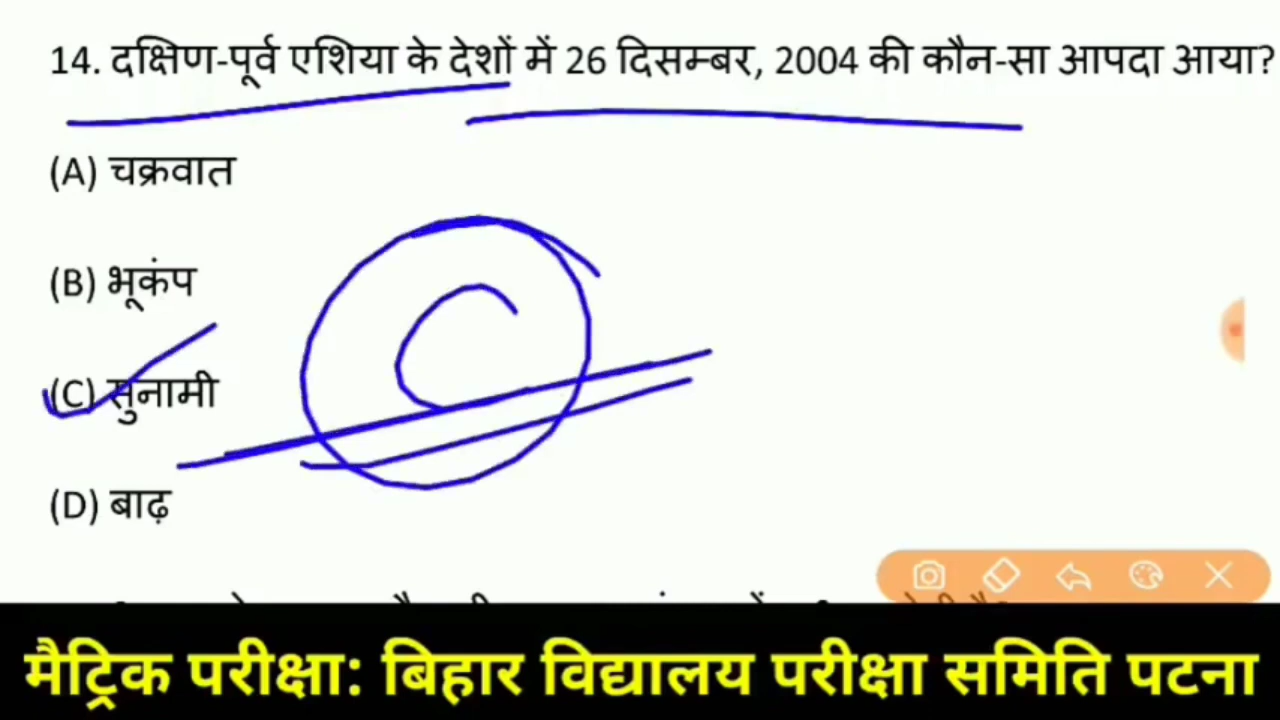 14. दक्षिण-पूर्व एशिया के देशों में 26 दिसम्बर, 2004 की कौन-सा आपदा आया?
(A) चक्रवात
(B) भूकंप
(C) सुनामी
C
(D) बाढ़
मैट्रिक परीक्षा: बिहार विद्यालय परीक्षा समिति पटना